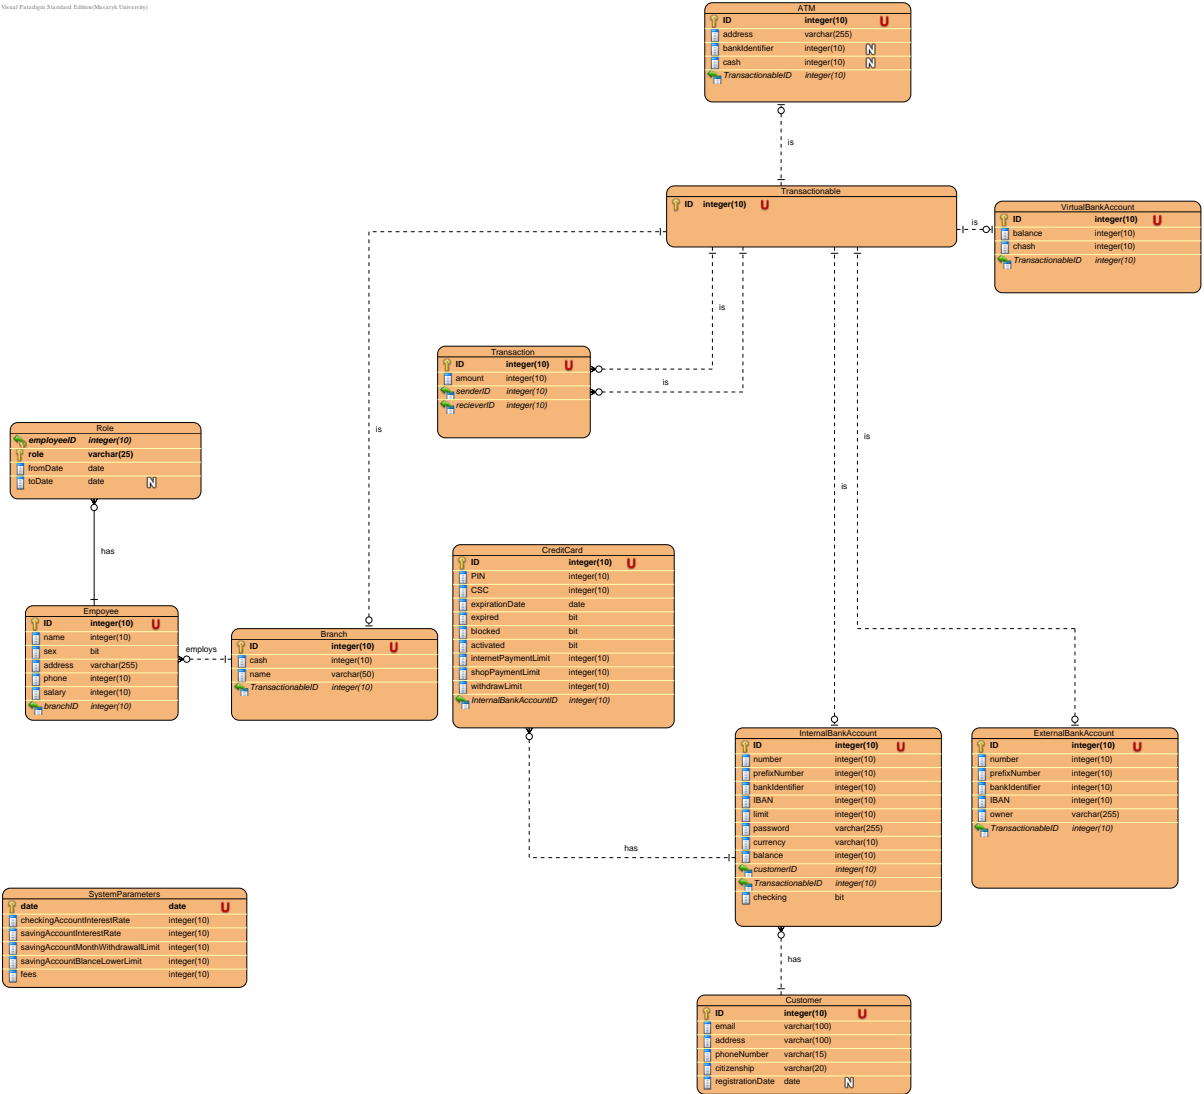 Visual Paradigm Standard Edition(Masaryk University)
ATM
ID integer(10) U
address varchar(255)
bankIdentifier integer(10) N
cash integer(10) N
TransactionableID integer(10)
is
Transactionable
ID integer(10) U
is
VirtualBankAccount
ID integer(10) U
balance integer(10)
chash integer(10)
TransactionableID integer(10)
is
is
Transaction
ID integer(10) U
amount integer(10)
senderID integer(10)
recieverID integer(10)
is
is
is
Role
employeeID integer(10)
role varchar(25)
fromDate date
toDate date N
has
Empoyee
ID integer(10) U
name integer(10)
sex bit
address varchar(255)
phone integer(10)
salary integer(10)
branchID integer(10)
employs
Branch
ID integer(10) U
cash integer(10)
name varchar(50)
TransactionableID integer(10)
CreditCard
ID integer(10) U
PIN integer(10)
CSC integer(10)
expirationDate date
expired bit
blocked bit
activated bit
internetPaymentLimit integer(10)
shopPaymentLimit integer(10)
withdrawLimit integer(10)
InternalBankAccountID integer(10)
has
InternalBankAccount
ID integer(10) U
number integer(10)
prefixNumber integer(10)
bankIdentifier integer(10)
IBAN integer(10)
limit integer(10)
password varchar(255)
currency varchar(10)
balance integer(10)
customerID integer(10)
TransactionableID integer(10)
checking bit
ExternalBankAccount
ID integer(10) U
number integer(10)
prefixNumber integer(10)
bankIdentifier integer(10)
IBAN integer(10)
owner varchar(255)
TransactionableID integer(10)
SystemParameters
date date U
checkingAccountInterestRate integer(10)
savingAccountInterestRate integer(10)
savingAccountMonthWithdrawallLimit integer(10)
savingAccountBlanceLowerLimit integer(10)
fees integer(10)
has
Customer
ID integer(10) U
email varchar(100)
address varchar(100)
phoneNumber varchar(15)
citizenship varchar(20)
registrationDate date N